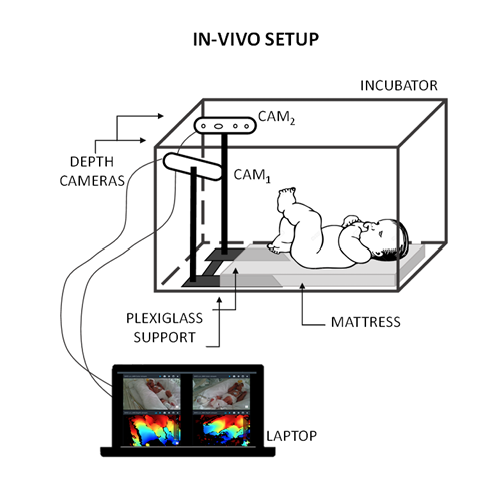 IN-VIVO SETUP
INCUBATOR
CAM2
DEPTH
CAMERAS
CAM1
PLEXIGLASS
SUPPORT
MATTRESS
LAPTOP